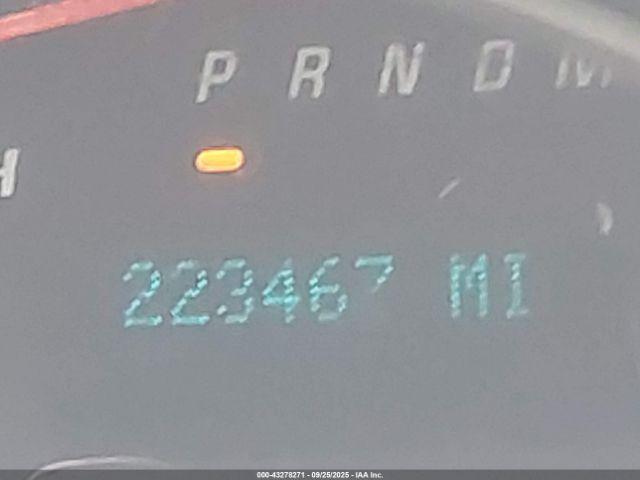 P R N D M
H
223467 MI
000-43278271 - 09/25/2025 - IAA Inc.